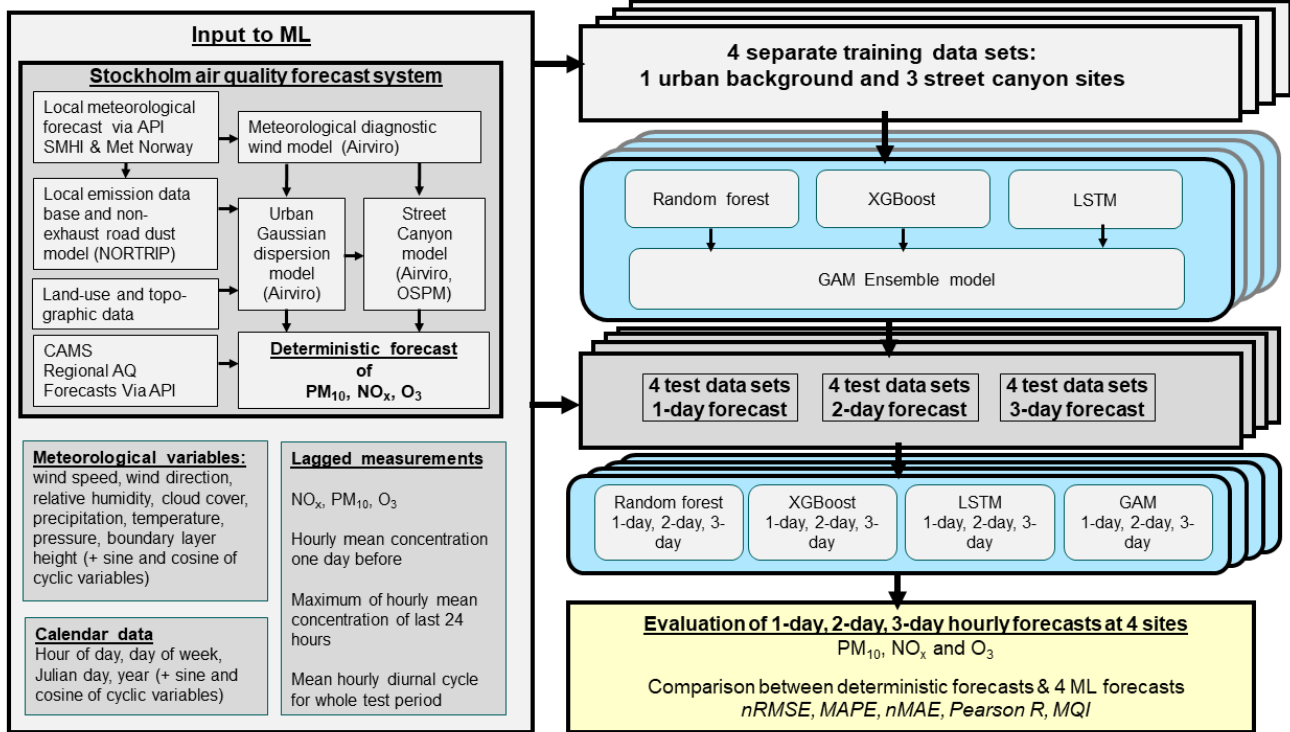 Input to ML
Stockholm air quality forecast system
Local meteorological
forecast via API
SMHI & Met Norway
Meteorological diagnostic
wind model (Airviro)
Local emission data
base and non-
exhaust road dust
model (NORTRIP)
Urban
Gaussian
dispersion
model
(Airviro)
Street
Canyon
model
(Airviro,
OSPM)
Land-use and topo-
graphic data
CAMS
Regional AQ
Forecasts Via API
Deterministic forecast
of
PM₁₀, NOₓ, O₃
Meteorological variables:
wind speed, wind direction,
relative humidity, cloud cover,
precipitation, temperature,
pressure, boundary layer
height (+ sine and cosine of
cyclic variables)
Calendar data
Hour of day, day of week,
Julian day, year (+ sine and
cosine of cyclic variables)
Lagged measurements
NOₓ, PM₁₀, O₃
Hourly mean concentration
one day before
Maximum of hourly mean
concentration of last 24
hours
Mean hourly diurnal cycle
for whole test period
4 separate training data sets:
1 urban background and 3 street canyon sites
Random forest
XGBoost
LSTM
GAM Ensemble model
4 test data sets
1-day forecast
4 test data sets
2-day forecast
4 test data sets
3-day forecast
Random forest
1-day, 2-day, 3-
day
XGBoost
1-day, 2-day, 3-
day
LSTM
1-day, 2-day, 3-
day
GAM
1-day, 2-day, 3-
day
Evaluation of 1-day, 2-day, 3-day hourly forecasts at 4 sites
PM₁₀, NOₓ and O₃
Comparison between deterministic forecasts & 4 ML forecasts
nRMSE, MAPE, nMAE, Pearson R, MQI